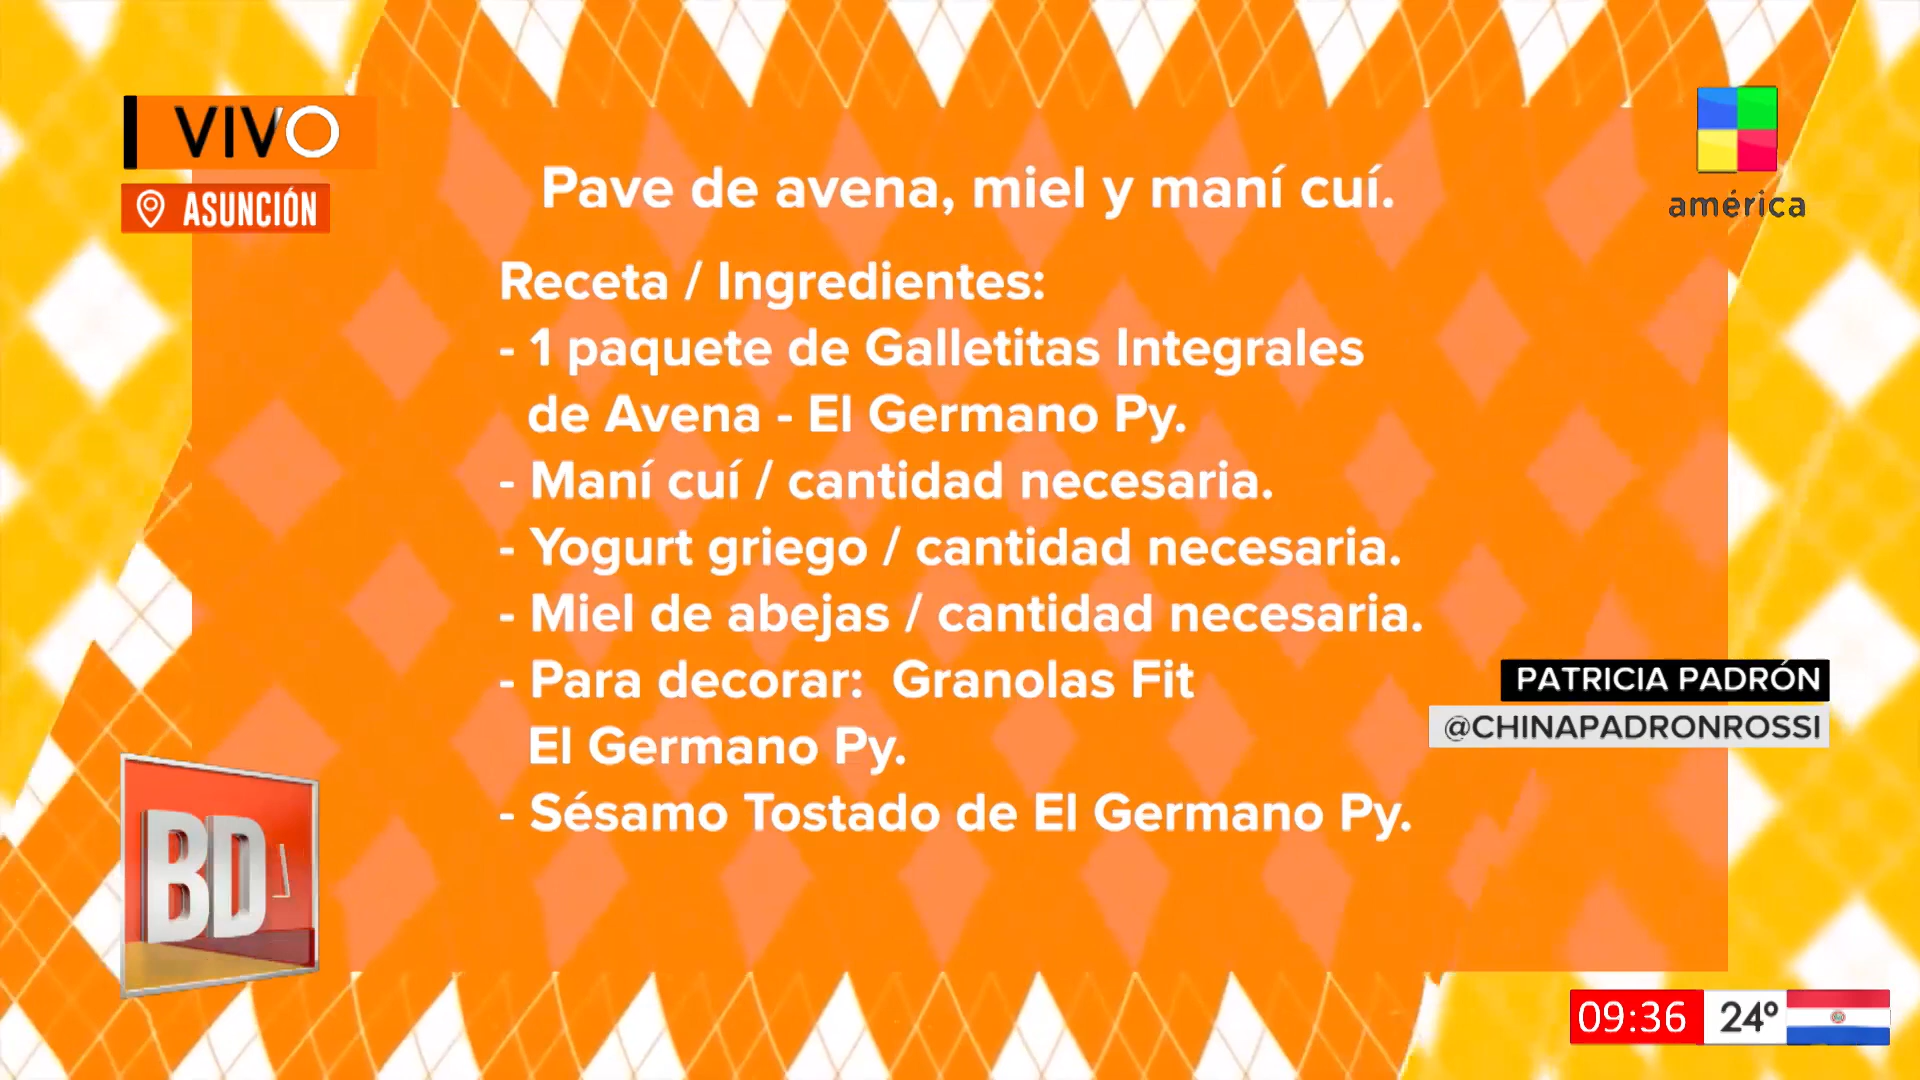 VIVO
ASUNCIÓN
américa
Pave de avena, miel y maní cuí.
Receta / Ingredientes:
- 1 paquete de Galletitas Integrales
de Avena - El Germano Py.
- Maní cuí / cantidad necesaria.
- Yogurt griego / cantidad necesaria.
- Miel de abejas / cantidad necesaria.
- Para decorar: Granolas Fit
El Germano Py.
- Sésamo Tostado de El Germano Py.
PATRICIA PADRÓN
@CHINAPADRONROSSI
BD
09:36 24º